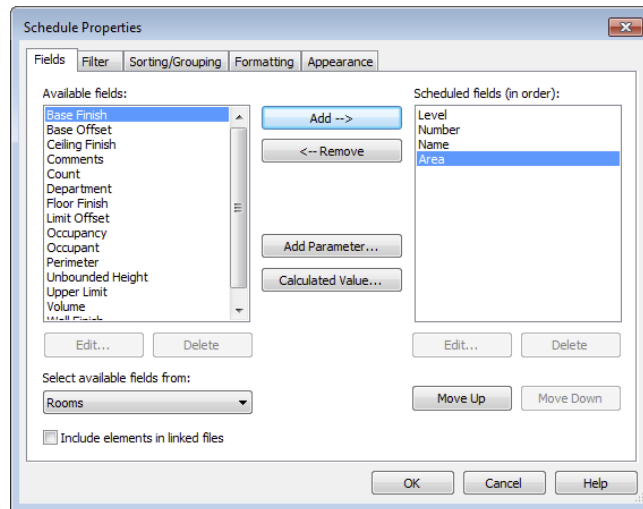 Schedule Properties
Fields Filter Sorting/Grouping Formatting Appearance
Available fields:
Base Finish
Base Offset
Ceiling Finish
Comments
Count
Department
Floor Finish
Limit Offset
Occupancy
Occupant
Perimeter
Unbounded Height
Upper Limit
Volume
Wall Finish
Edit... Delete
Select available fields from:
Rooms
Include elements in linked files
Add -->
<-- Remove
Add Parameter...
Calculated Value...
Scheduled fields (in order):
Level
Number
Name
Area
Edit... Delete
Move Up Move Down
OK Cancel Help